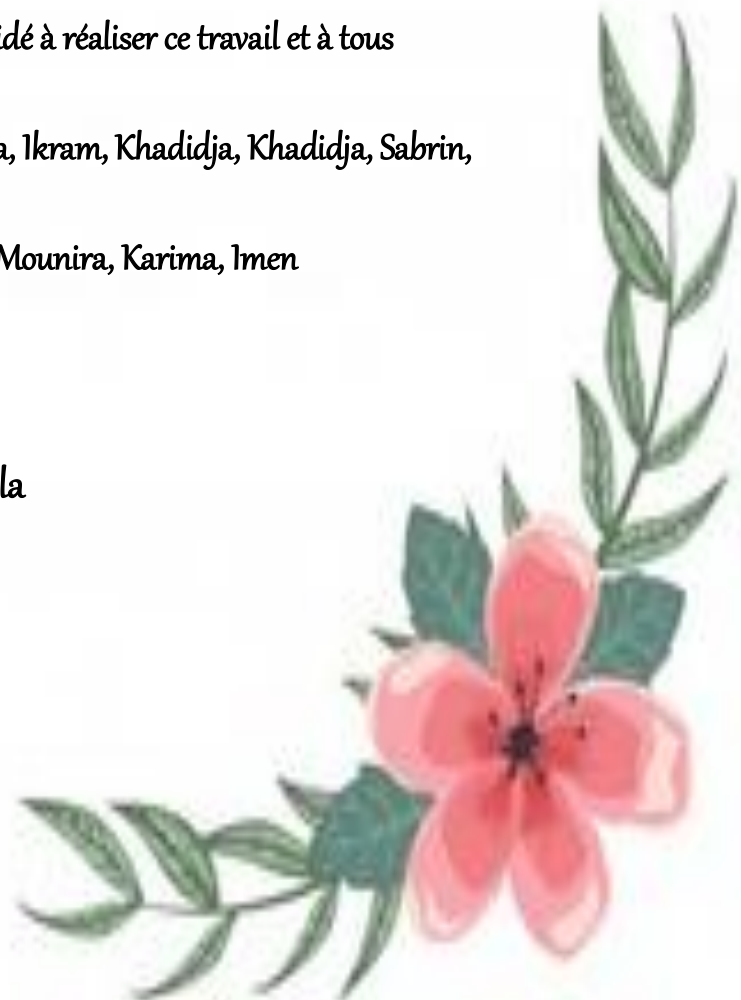 idé à réaliser ce travail et à tous
a, Ikram, Khadidja, Khadidja, Sabrin,
Mounira, Karima, Imen
la